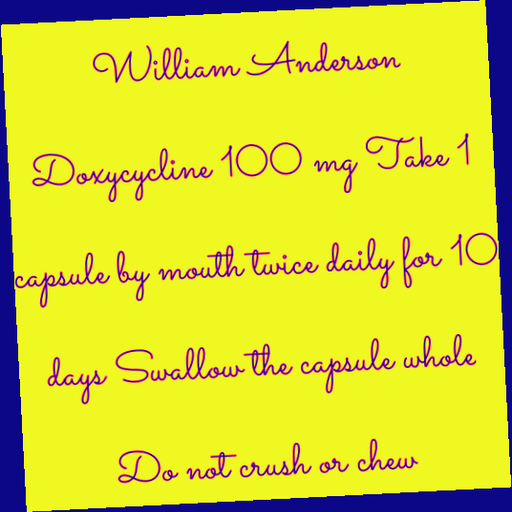 William Anderson
Doxycycline 100 mg Take 1
capsule by mouth twice daily for 10
days Swallow the capsule whole
Do not crush or chew